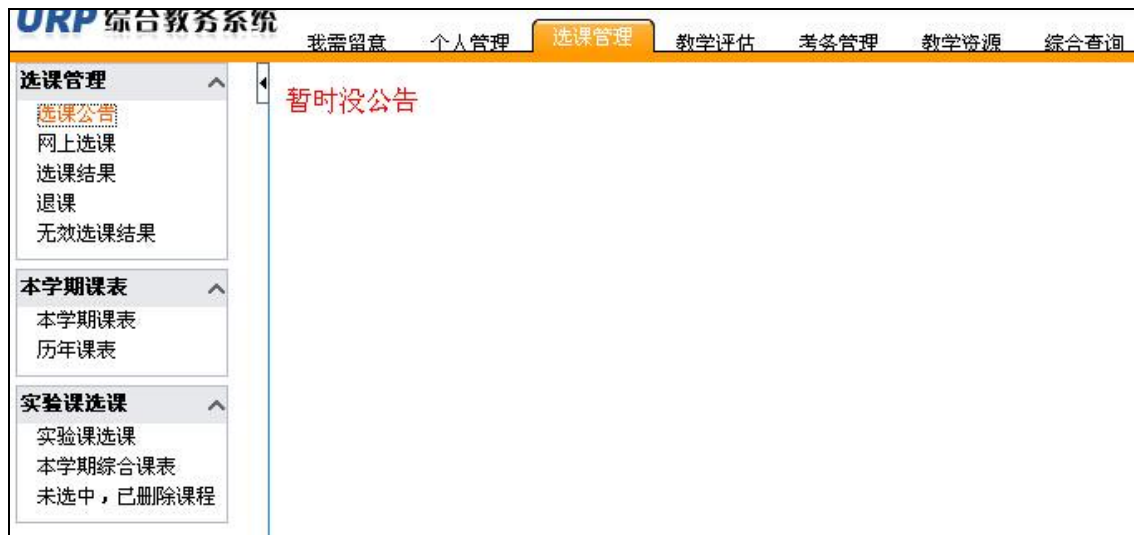 URP 综合教务系统
我需留意 个人管理 选课管理 教学评估 考务管理 教学资源 综合查询
选课管理
选课公告
网上选课
选课结果
退课
无效选课结果
本学期课表
本学期课表
历年课表
实验课选课
实验课选课
本学期综合课表
未选中，已删除课程
暂时没公告